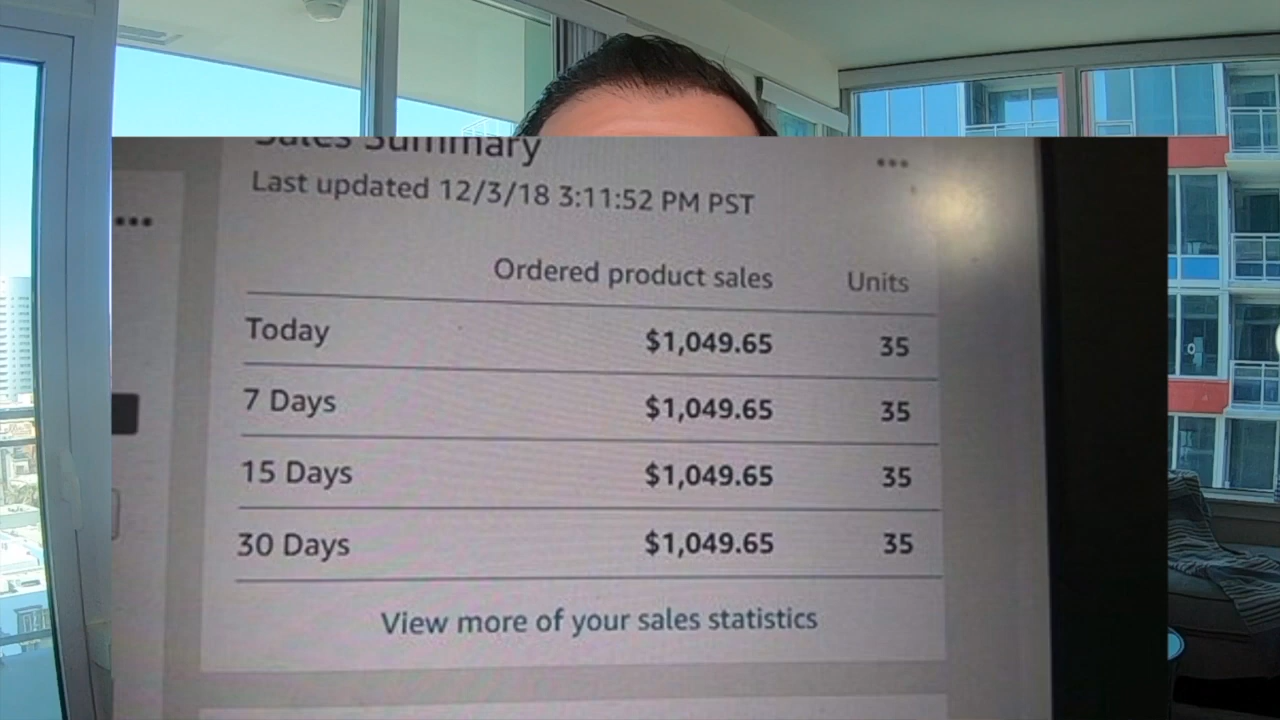 Sales Summary
Last updated 12/3/18 3:11:52 PM PST
Ordered product sales Units
Today $1,049.65 35
7 Days $1,049.65 35
15 Days $1,049.65 35
30 Days $1,049.65 35
View more of your sales statistics